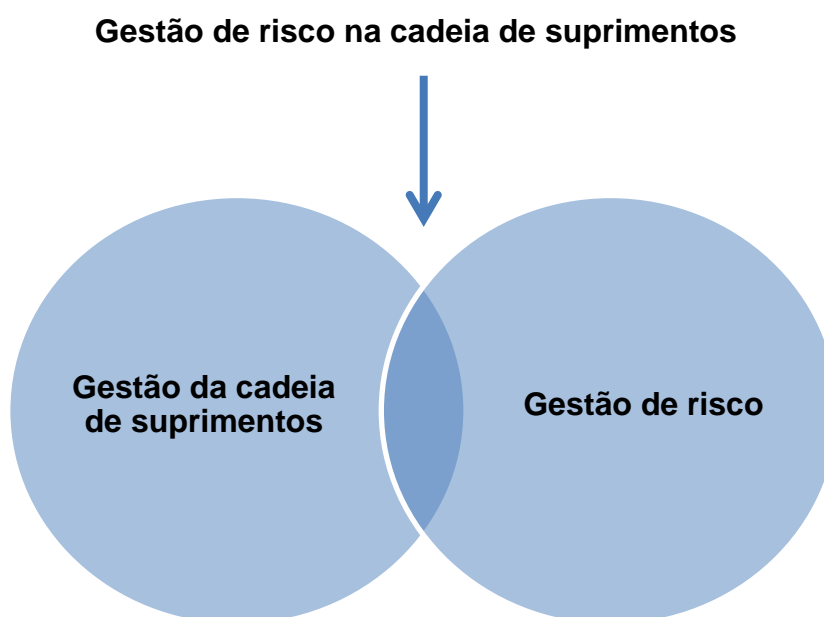 Gestão de risco na cadeia de suprimentos
Gestão da cadeia
de suprimentos
Gestão de risco